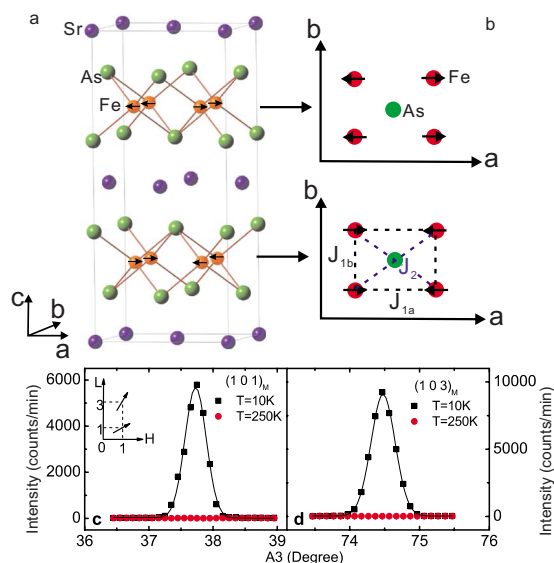 a
Sr
As
Fe
c
b
a
b
b
Fe
As
a
b
J1b
J2
J1a
a
Intensity (counts/min)
6000
4000
2000
0
L
3
1
0
1
H
(1 0 1)M
T=10K
T=250K
c
36
37
38
39
(1 0 3)M
T=10K
T=250K
d
74
75
76
10000
5000
0
Intensity (counts/min)
A3 (Degree)